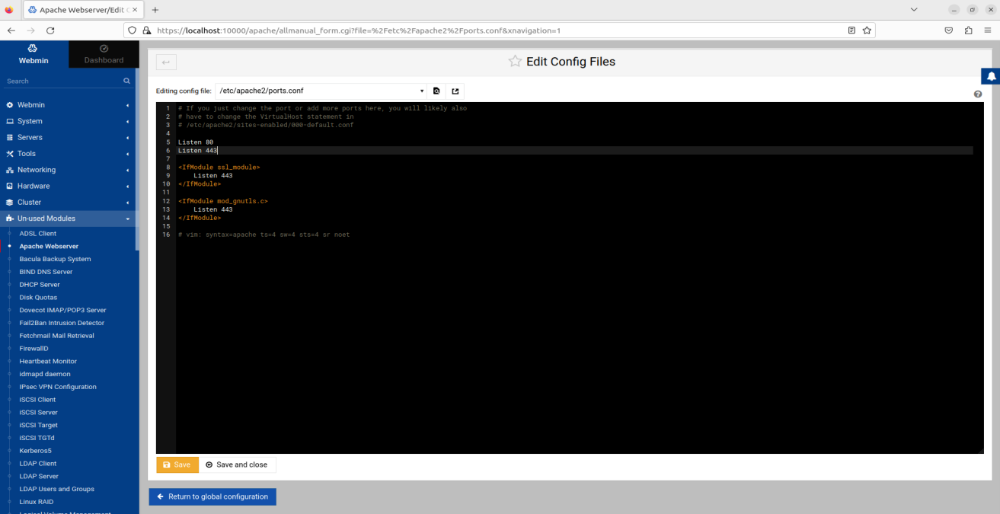 Apache Webserver/Edit C
https://localhost:10000/apache/allmanual_form.cgi?file=%2Fetc%2Fapache2%2Fports.conf&xnavigation=1
Webmin
Dashboard
Search
Webmin
System
Servers
Tools
Networking
Hardware
Cluster
Un-used Modules
ADSL Client
Apache Webserver
Bacula Backup System
BIND DNS Server
DHCP Server
Disk Quotas
Dovecot IMAP/POP3 Server
Fail2Ban Intrusion Detector
Fetchmail Mail Retrieval
FirewallD
Heartbeat Monitor
idmapd daemon
IPsec VPN Configuration
iSCSI Client
iSCSI Server
iSCSI Target
iSCSI TGTd
Kerberos5
LDAP Client
LDAP Server
LDAP Users and Groups
Linux RAID
Logical Volume Management
Edit Config Files
Editing config file: /etc/apache2/ports.conf
1 # If you just change the port or add more ports here, you will likely also
2 # have to change the VirtualHost statement in
3 # /etc/apache2/sites-enabled/000-default.conf
4
5 Listen 80
6 Listen 443
7
8 <IfModule ssl_module>
9 Listen 443
10 </IfModule>
11
12 <IfModule mod_gnutls.c>
13 Listen 443
14 </IfModule>
15
16 # vim: syntax=apache ts=4 sw=4 sts=4 sr noet
Save
Save and close
Return to global configuration